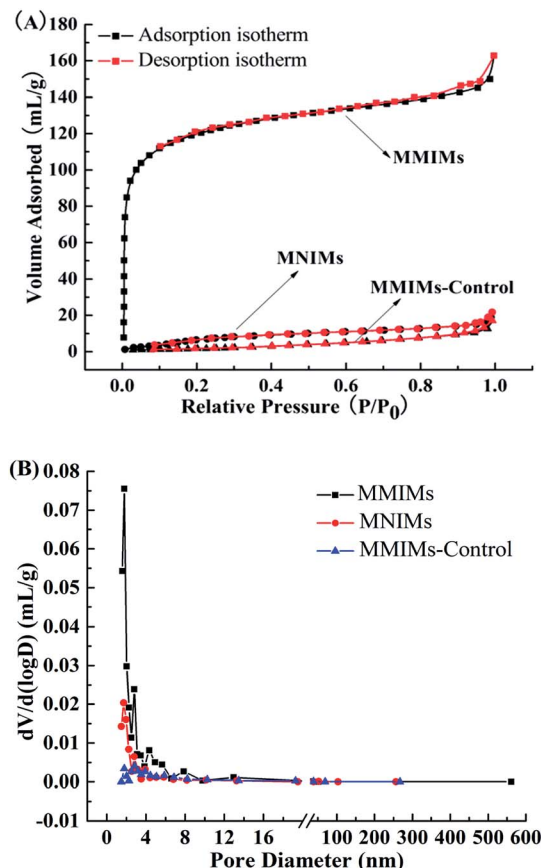 (A)
Adsorption isotherm
Desorption isotherm
180
160
140
120
100
80
60
40
20
0
Volume Adsorbed (mL/g)
MMIMs
MNIMs
MMIMs-Control
0.0 0.2 0.4 0.6 0.8 1.0
Relative Pressure (P/P0)
(B)
0.08
0.07
0.06
0.05
0.04
0.03
0.02
0.01
0.00
-0.01
dV/d(logD) (mL/g)
MMIMs
MNIMs
MMIMs-Control
0 4 8 12 16 100 200 300 400 500 600
Pore Diameter (nm)